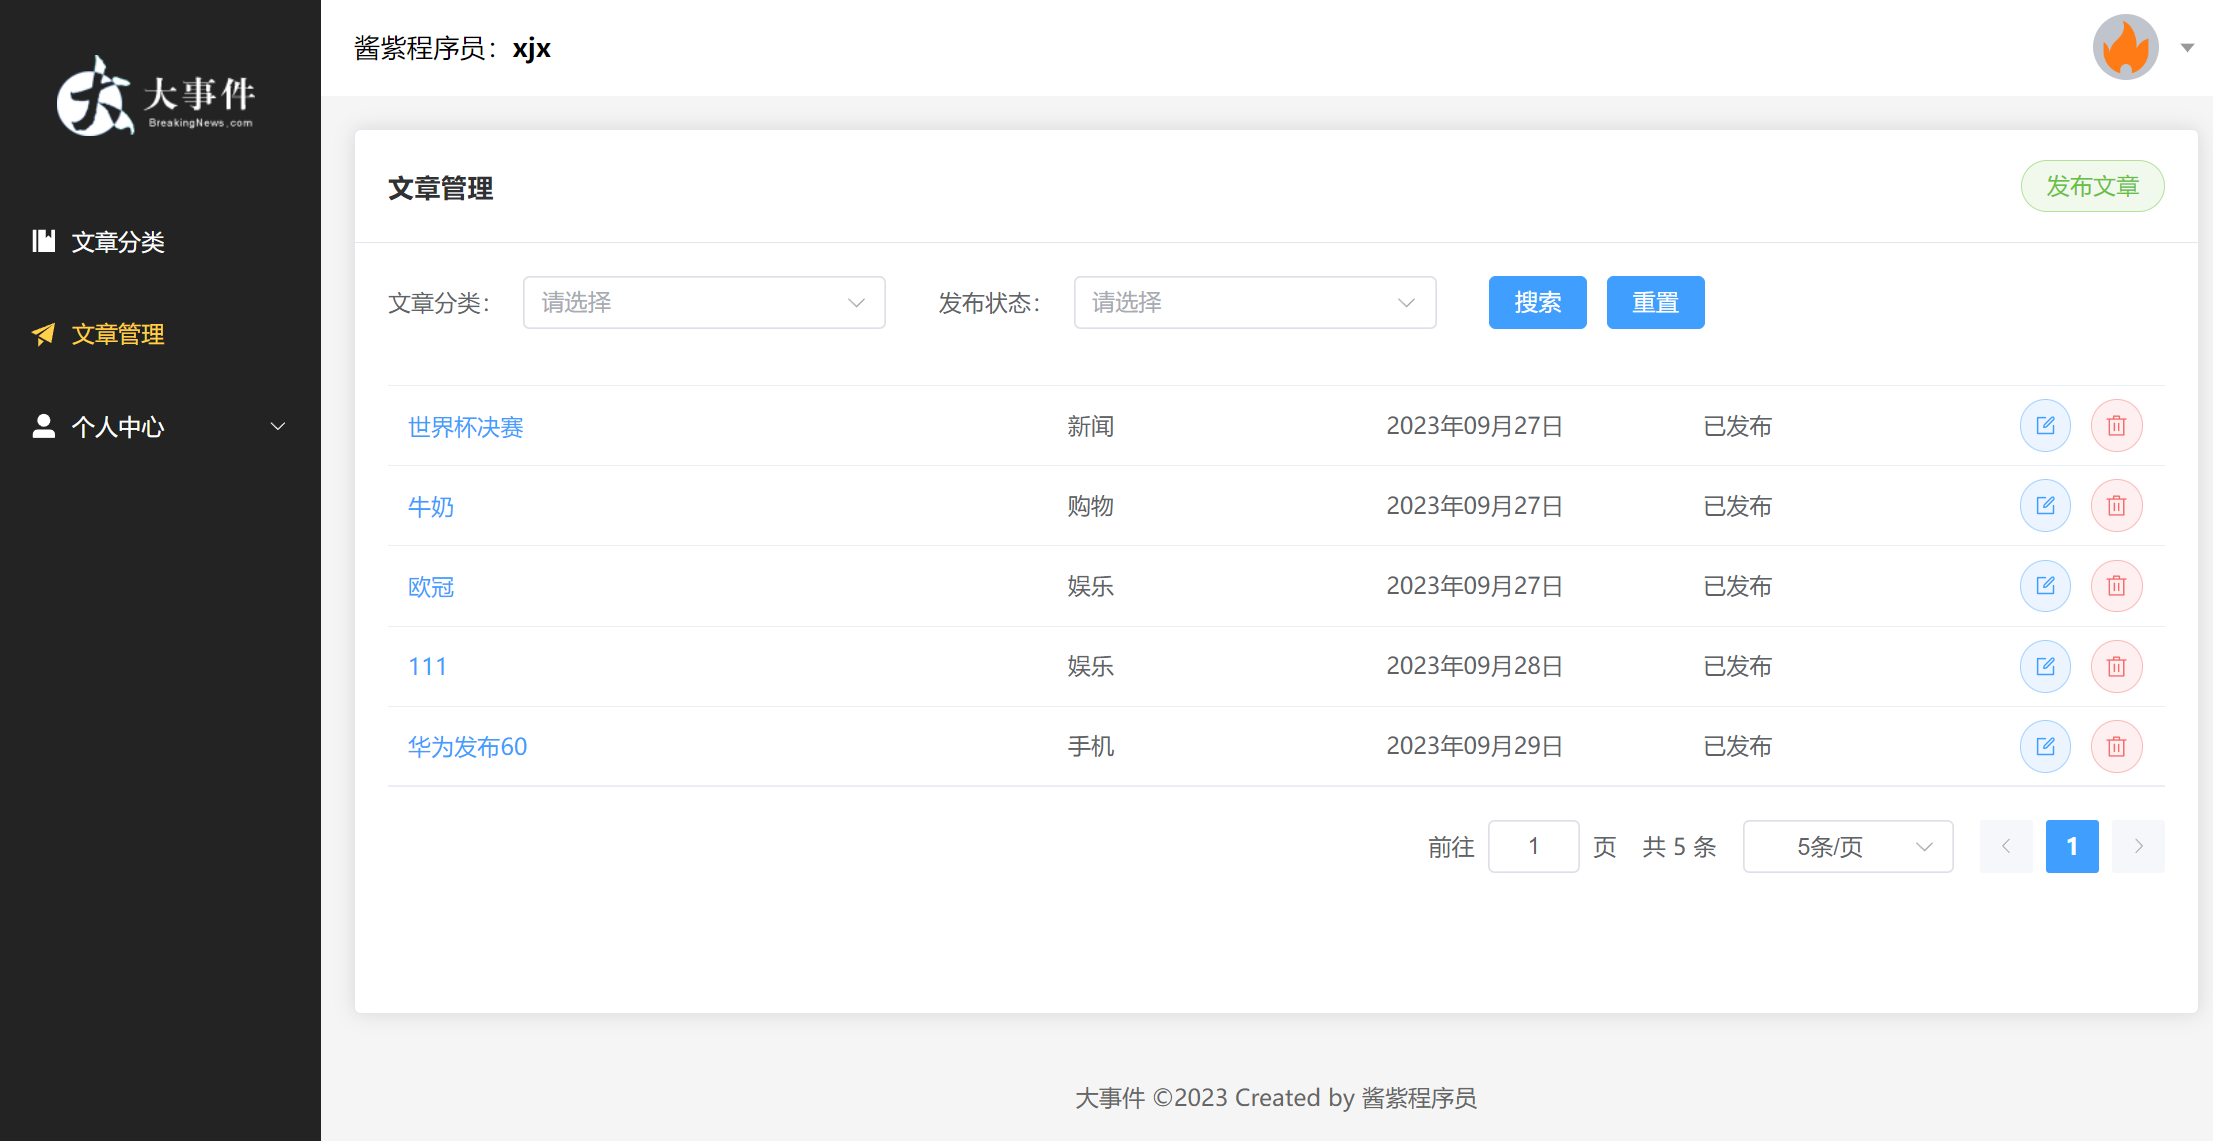 大事件
BreakingNews.com
文章分类
文章管理
个人中心
酱紫程序员：xjx
文章管理
发布文章
文章分类： 请选择 发布状态： 请选择 搜索 重置
世界杯决赛 新闻 2023年09月27日 已发布
牛奶 购物 2023年09月27日 已发布
欧冠 娱乐 2023年09月27日 已发布
111 娱乐 2023年09月28日 已发布
华为发布60 手机 2023年09月29日 已发布
前往 1 页 共 5 条 5条/页 1
大事件 ©2023 Created by 酱紫程序员